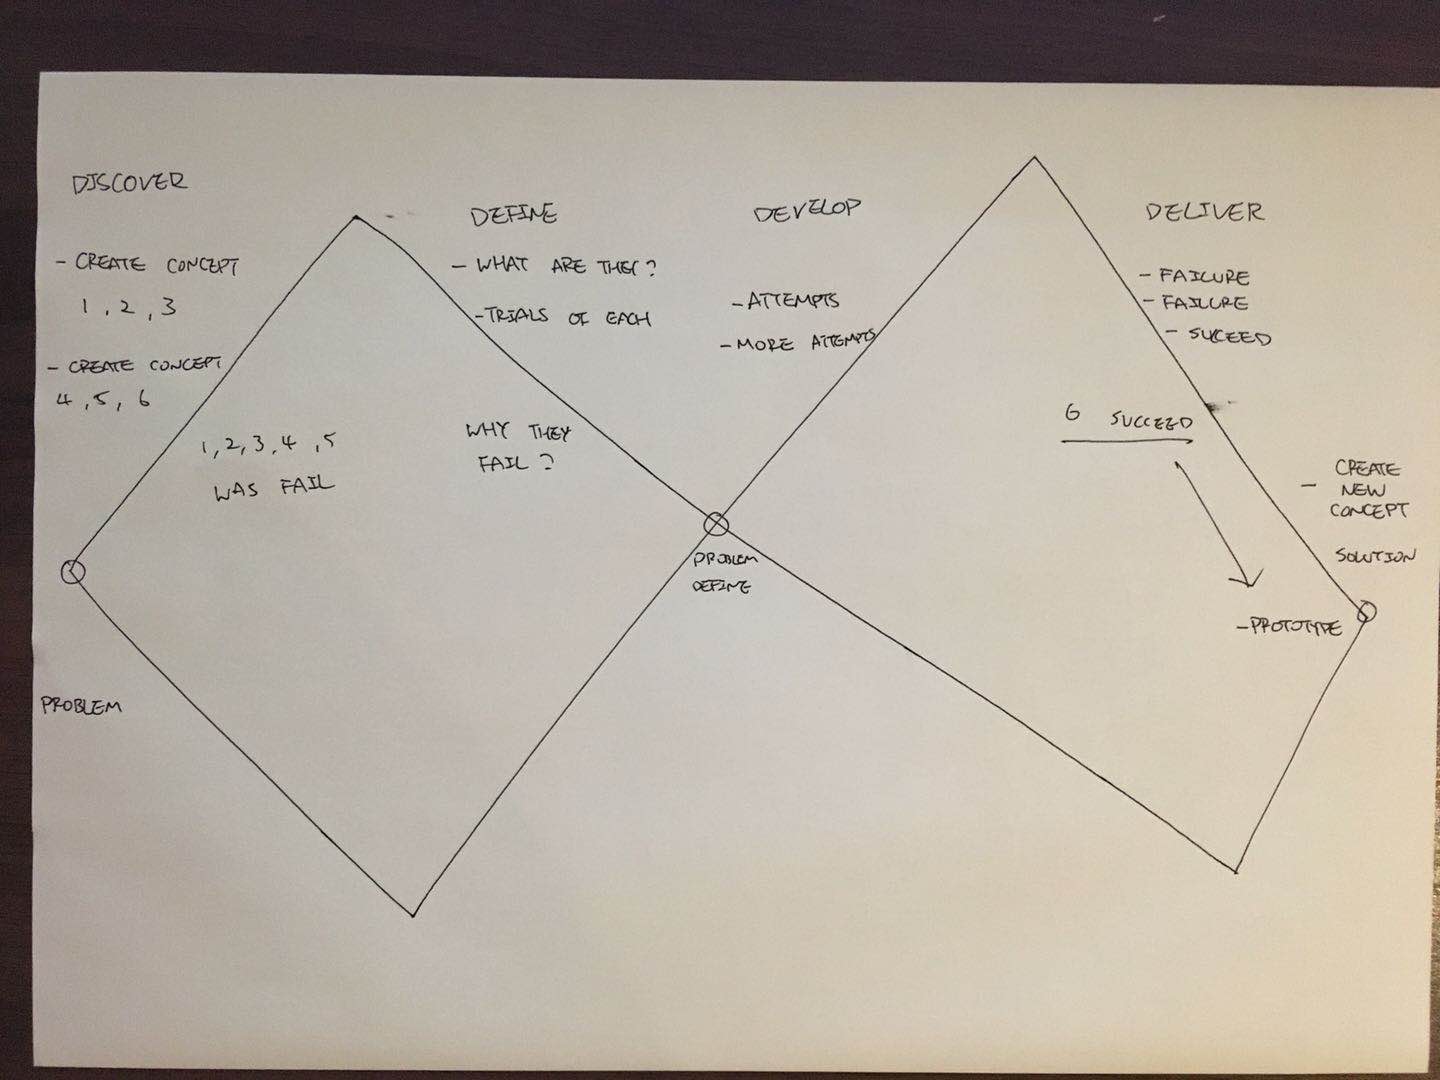 DISCOVER
- CREATE CONCEPT
1, 2, 3
- CREATE CONCEPT
4, 5, 6
1, 2, 3, 4, 5
WAS FAIL
PROBLEM
DEFINE
- WHAT ARE THEY?
- TRIALS OF EACH
WHY THEY
FAIL?
PROBLEM
DEFINE
DEVELOP
- ATTEMPTS
- MORE ATTEMPTS
DELIVER
- FAILURE
- FAILURE
- SUCEED
6 SUCCEED
- CREATE
NEW
CONCEPT
SOLUTION
- PROTOTYPE